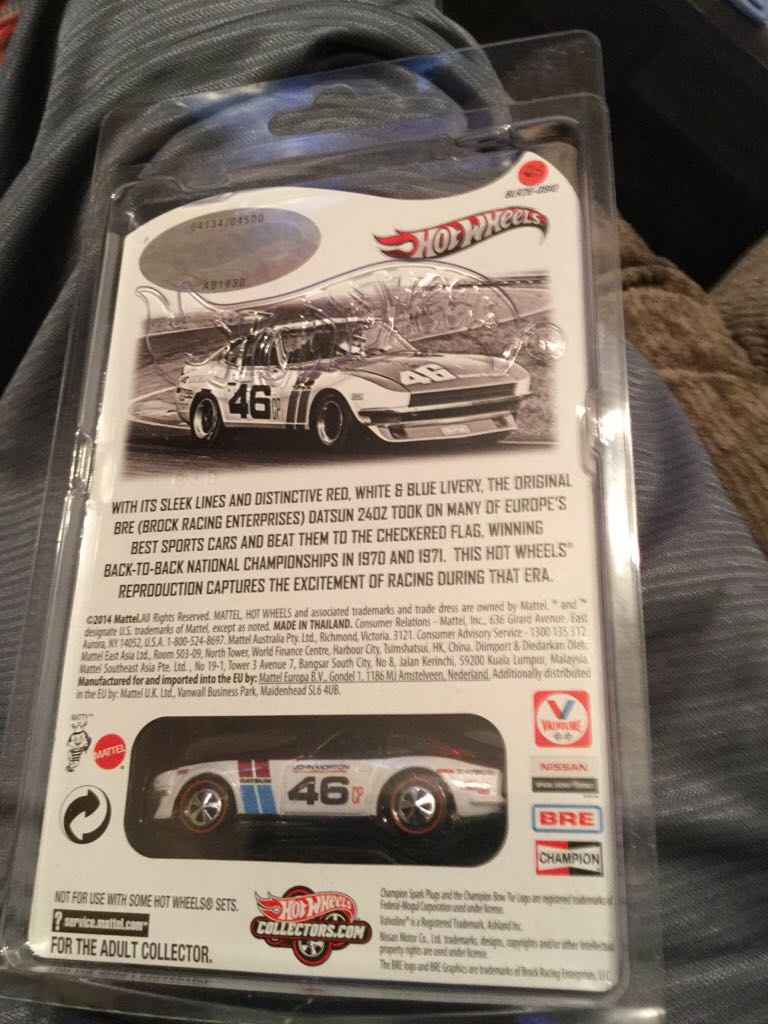 04134/04500
AB1830
HOT WHEELS
46
46
WITH ITS SLEEK LINES AND DISTINCTIVE RED, WHITE & BLUE LIVERY, THE ORIGINAL
BRE (BROCK RACING ENTERPRISES) DATSUN 240Z TOOK ON MANY OF EUROPE'S
BEST SPORTS CARS AND BEAT THEM TO THE CHECKERED FLAG, WINNING
BACK-TO-BACK NATIONAL CHAMPIONSHIPS IN 1970 AND 1971. THIS HOT WHEELS®
REPRODUCTION CAPTURES THE EXCITEMENT OF RACING DURING THAT ERA.
©2014 Mattel. All Rights Reserved. MATTEL, HOT WHEELS and associated trademarks and trade dress are owned by Mattel. ® and ™
designate U.S. trademarks of Mattel, except as noted. MADE IN THAILAND. Consumer Relations - Mattel, Inc., 636 Girard Avenue, East
Aurora, NY 14052, U.S.A. 1-800-524-8697. Mattel Australia Pty. Ltd., Richmond, Victoria. 3121. Consumer Advisory Service - 1300 135 312.
Mattel East Asia Ltd., Room 503-09, North Tower, World Finance Centre, Harbour City, Tsimshatsui, HK, China. Diimport & Diedarkan Oleh:
Mattel Southeast Asia Pte. Ltd., No 19-1, Tower 3 Avenue 7, Bangsar South City, No 8, Jalan Kerinchi, 59200 Kuala Lumpur, Malaysia.
Manufactured for and imported into the EU by: Mattel Europa B.V., Gondel 1, 1186 MJ Amstelveen, Nederland. Additionally distributed
in the EU by: Mattel U.K. Ltd., Vanwall Business Park, Maidenhead SL6 4UB.
MATTY™
MATTEL
JOHN MORTON
DATSUN
46 CP
VALVOLINE™
NISSAN
BRE
CHAMPION
NOT FOR USE WITH SOME HOT WHEELS® SETS.
? service.mattel.com™
FOR THE ADULT COLLECTOR.
HOT WHEELS
COLLECTORS.COM
Champion Spark Plugs and the Champion Bow Tie Logo are registered trademarks of
Federal-Mogul Corporation used under license.
Valvoline® is a Registered Trademark, Ashland Inc.
Nissan Motor Co., Ltd. trademarks, designs, copyrights and/or other intellectual
property rights are used under license.
The BRE logo and BRE Graphics are trademarks of Brock Racing Enterprises, LLC